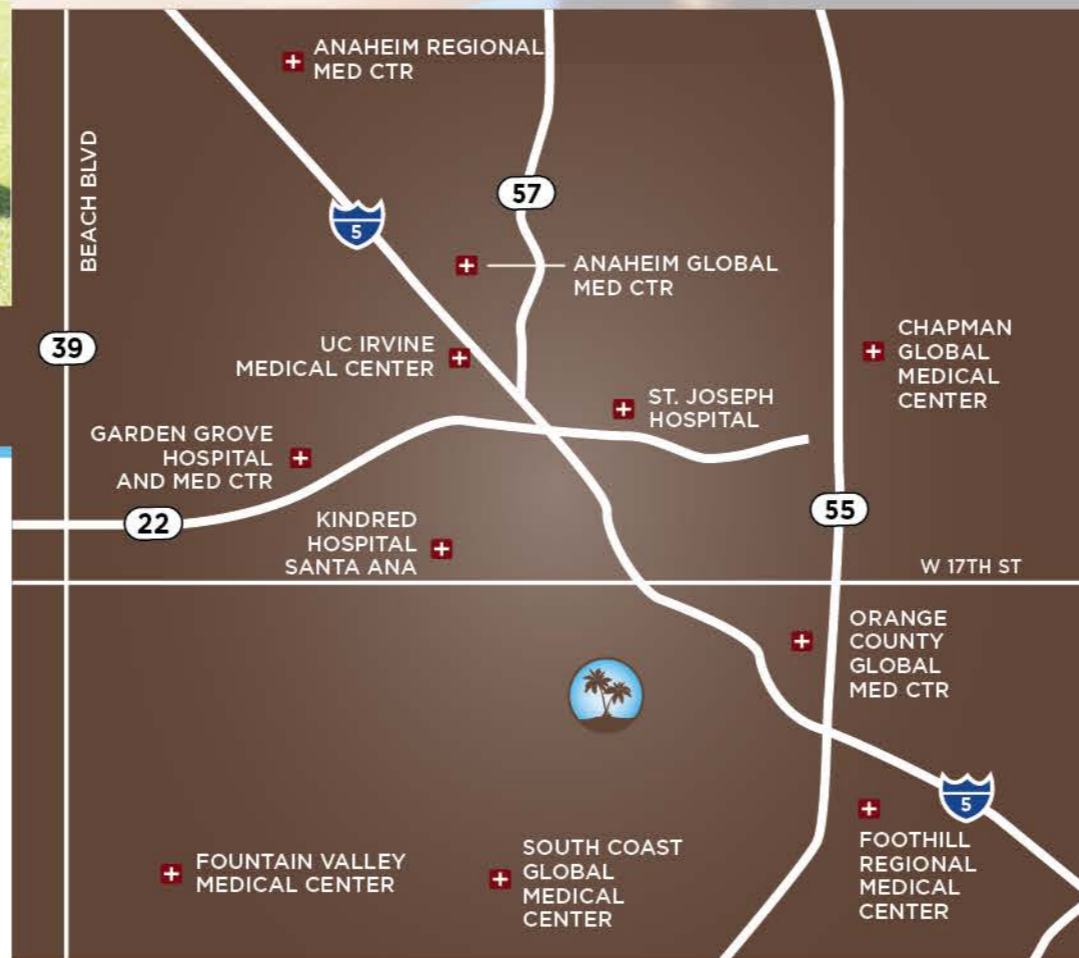 ANAHEIM REGIONAL
MED CTR
BEACH BLVD
57
5
ANAHEIM GLOBAL
MED CTR
39
UC IRVINE
MEDICAL CENTER
CHAPMAN
GLOBAL
MEDICAL
CENTER
ST. JOSEPH
HOSPITAL
GARDEN GROVE
HOSPITAL
AND MED CTR
22
KINDRED
HOSPITAL
SANTA ANA
55
W 17TH ST
ORANGE
COUNTY
GLOBAL
MED CTR
5
FOOTHILL
REGIONAL
MEDICAL
CENTER
FOUNTAIN VALLEY
MEDICAL CENTER
SOUTH COAST
GLOBAL
MEDICAL
CENTER